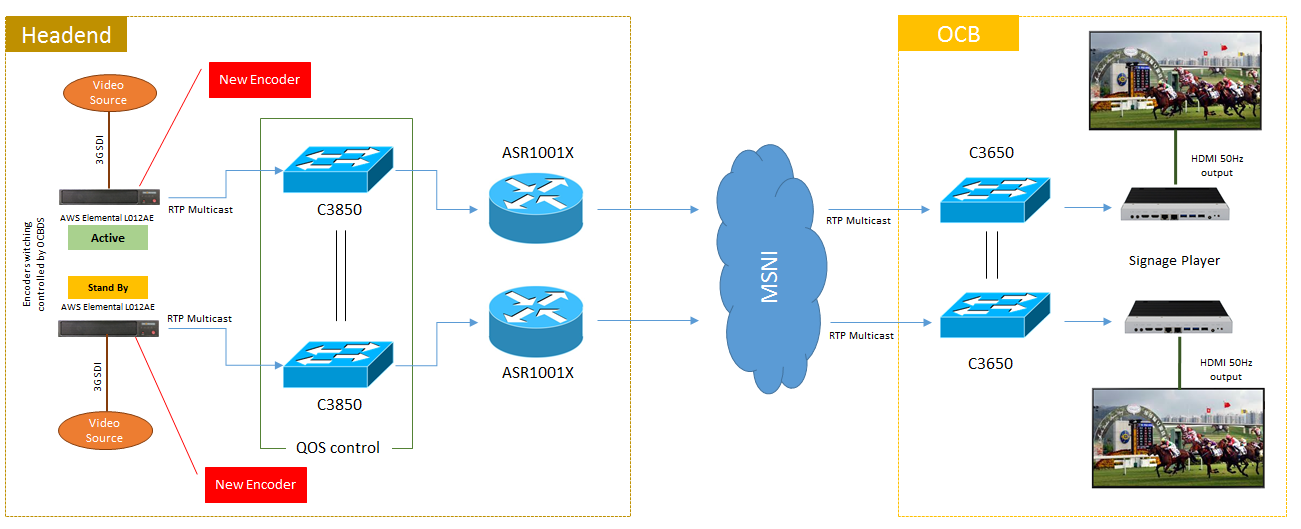 Headend
OCB
Video
Source
New Encoder
3G SDI
AWS Elemental L012AE
Active
RTP Multicast
C3850
ASR1001X
Encoders witching
controlled by OCBDS
Stand By
AWS Elemental L012AE
RTP Multicast
3G SDI
Video
Source
New Encoder
C3850
QOS control
ASR1001X
MSNI
RTP Multicast
RTP Multicast
C3650
C3650
HDMI 50Hz
output
Signage Player
HDMI 50Hz
output